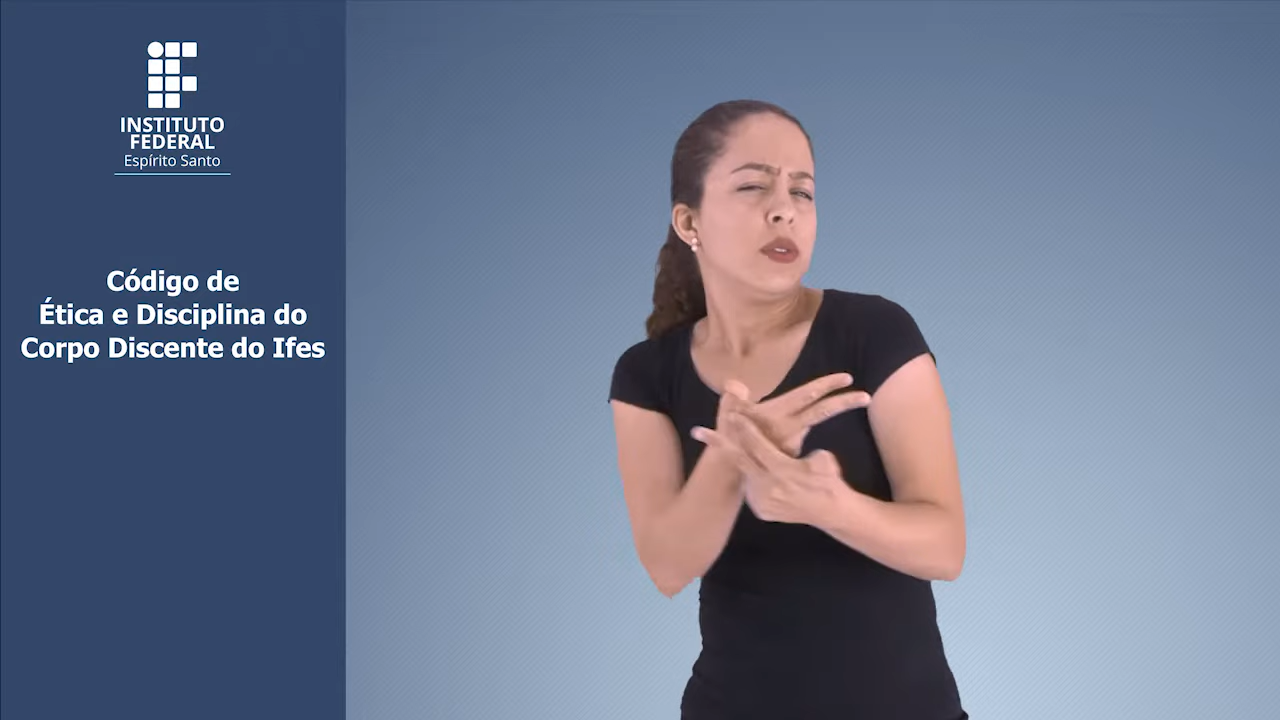 INSTITUTO
FEDERAL
Espírito Santo
Código de
Ética e Disciplina do
Corpo Discente do Ifes